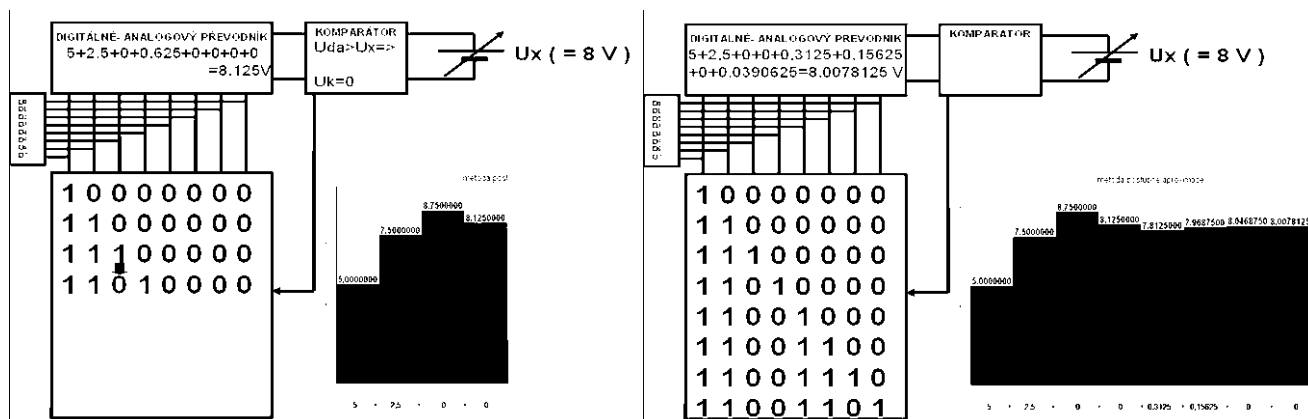 DIGITÁLNE- ANALOGOVÝ PŘEVODNÍK
5+2.5+0+0.625+0+0+0+0
=8.125V
KOMPARÁTOR
Uda>Ux=>
Uk=0
Ux ( = 8 V )
1 0 0 0 0 0 0 0
1 1 0 0 0 0 0 0
1 1 1 0 0 0 0 0
1 1 0 1 0 0 0 0
metoda post
5.0000000
7.5000000
8.7500000
8.1250000
5 + 2.5 + 0 + 0
DIGITÁLNE- ANALOGOVÝ PŘEVODNÍK
5+2,5+0+0+0.3125+0,15625
+0+0.0390625=8.0078125 V
KOMPARÁTOR
Ux ( = 8 V )
1 0 0 0 0 0 0 0
1 1 0 0 0 0 0 0
1 1 1 0 0 0 0 0
1 1 0 1 0 0 0 0
1 1 0 0 1 0 0 0
1 1 0 0 1 1 0 0
1 1 0 0 1 1 1 0
1 1 0 0 1 1 0 1
metoda postupné aproximace
5.0000000
7.5000000
8.7500000
8.1250000
7.8125000
7.9687500
8.0468750
8.0078125
5 + 2.5 + 0 + 0 +0,3125 +0,15625 + 0 + 0